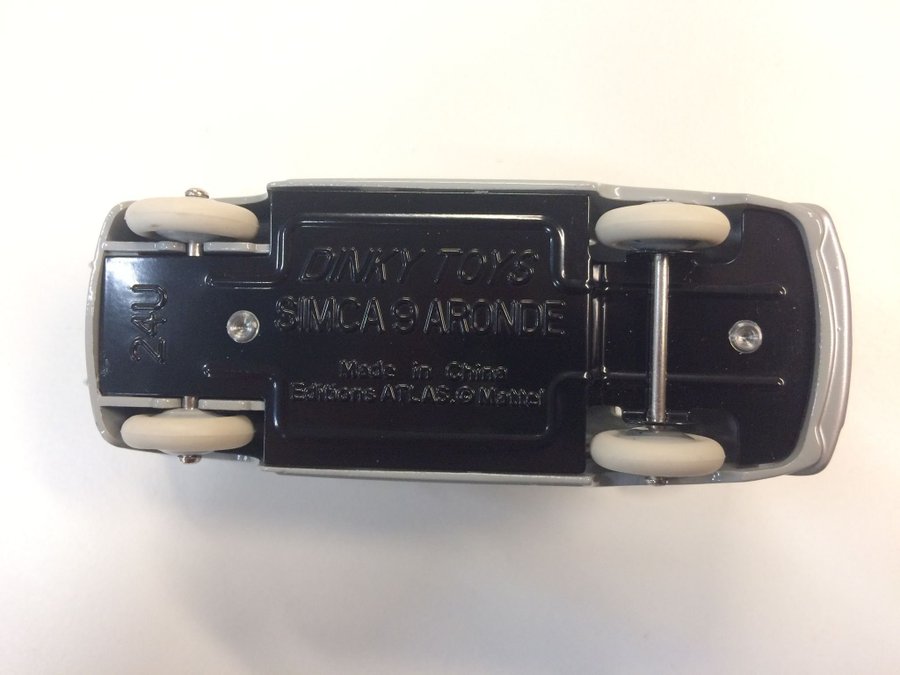 DINKY TOYS
SIMCA 9 ARONDE
Made in China
Editions ATLAS.© Mattel
24U